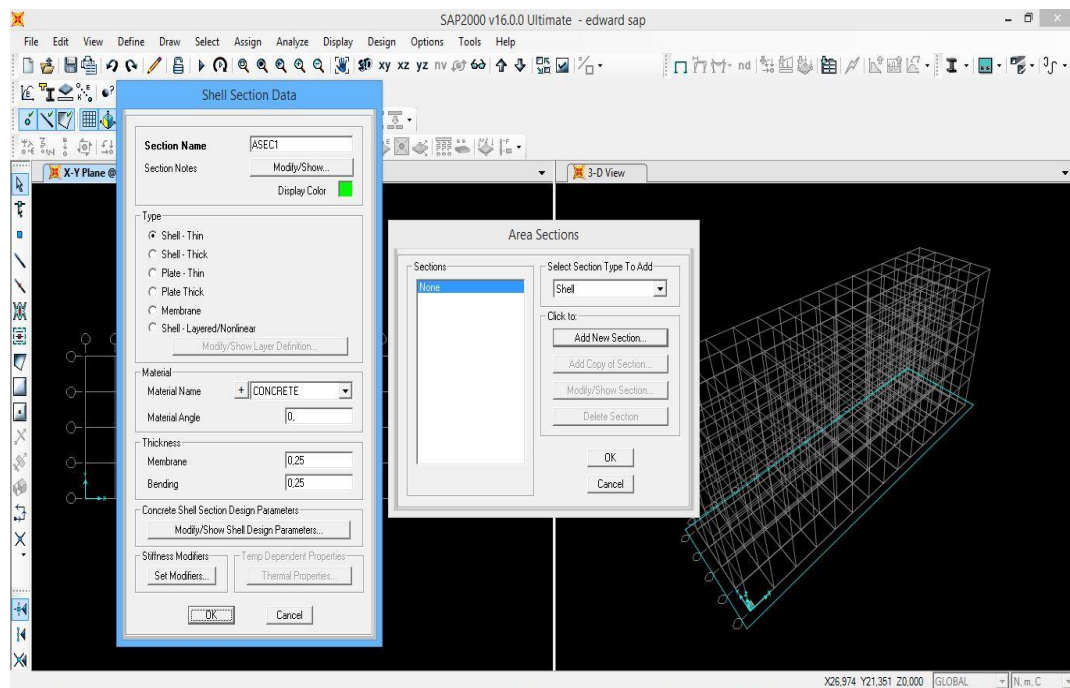 SAP2000 v16.0.0 Ultimate - edward sap
File Edit View Define Draw Select Assign Analyze Display Design Options Tools Help
xy xz yz nv
nd
Shell Section Data
Section Name ASEC1
Section Notes Modify/Show...
Display Color
Type
Shell - Thin
Shell - Thick
Plate - Thin
Plate Thick
Membrane
Shell - Layered/Nonlinear
Modify/Show Layer Definition...
Material
Material Name + CONCRETE
Material Angle 0,
Thickness
Membrane 0,25
Bending 0,25
Concrete Shell Section Design Parameters
Modify/Show Shell Design Parameters...
Stiffness Modifiers
Set Modifiers...
Temp Dependent Properties
Thermal Properties...
OK Cancel
X-Y Plane @
3-D View
Area Sections
Sections
None
Select Section Type To Add
Shell
Click to:
Add New Section...
Add Copy of Section...
Modify/Show Section...
Delete Section
OK
Cancel
X26,974 Y21,351 Z0,000 GLOBAL N, m, C